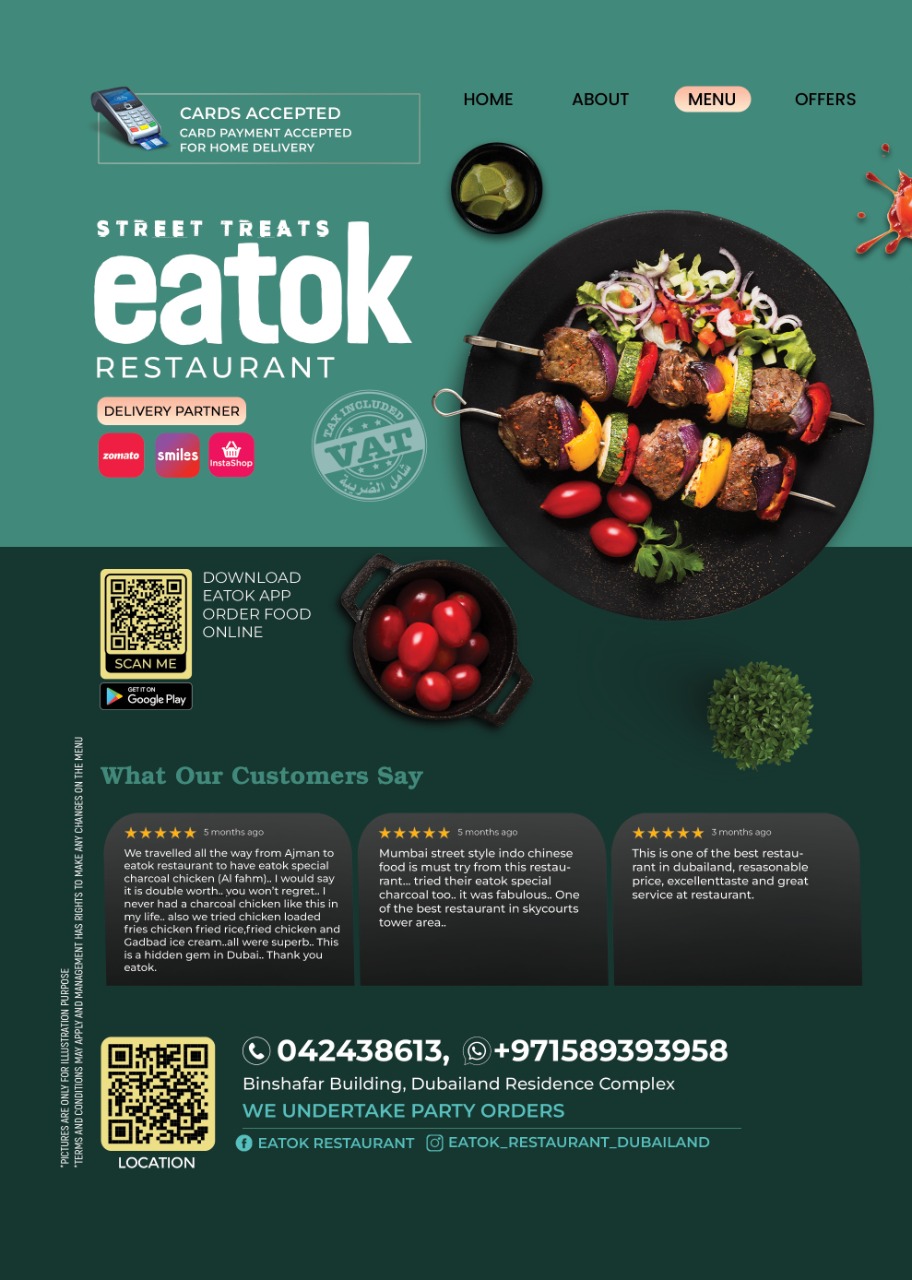 CARDS ACCEPTED
CARD PAYMENT ACCEPTED
FOR HOME DELIVERY
HOME
ABOUT
MENU
OFFERS
STREET TREATS
eatok
RESTAURANT
DELIVERY PARTNER
zomato
smiles
InstaShop
TAX INCLUDED
VAT
شامل الضريبة
SCAN ME
GET IT ON
Google Play
DOWNLOAD
EATOK APP
ORDER FOOD
ONLINE
What Our Customers Say
5 months ago
We travelled all the way from Ajman to
eatok restaurant to have eatok special
charcoal chicken (Al fahm).. I would say
it is double worth.. you won't regret.. I
never had a charcoal chicken like this in
my life.. also we tried chicken loaded
fries chicken fried rice,fried chicken and
Gadbad ice cream..all were superb.. This
is a hidden gem in Dubai.. Thank you
eatok.
5 months ago
Mumbai street style indo chinese
food is must try from this restau-
rant... tried their eatok special
charcoal too.. it was fabulous.. One
of the best restaurant in skycourts
tower area..
3 months ago
This is one of the best restau-
rant in dubailand, resasonable
price, excellenttaste and great
service at restaurant.
*PICTURES ARE ONLY FOR ILLUSTRATION PURPOSE
*TERMS AND CONDITIONS MAY APPLY AND MANAGEMENT HAS RIGHTS TO MAKE ANY CHANGES ON THE MENU
LOCATION
042438613, +971589393958
Binshafar Building, Dubailand Residence Complex
WE UNDERTAKE PARTY ORDERS
EATOK RESTAURANT EATOK_RESTAURANT_DUBAILAND